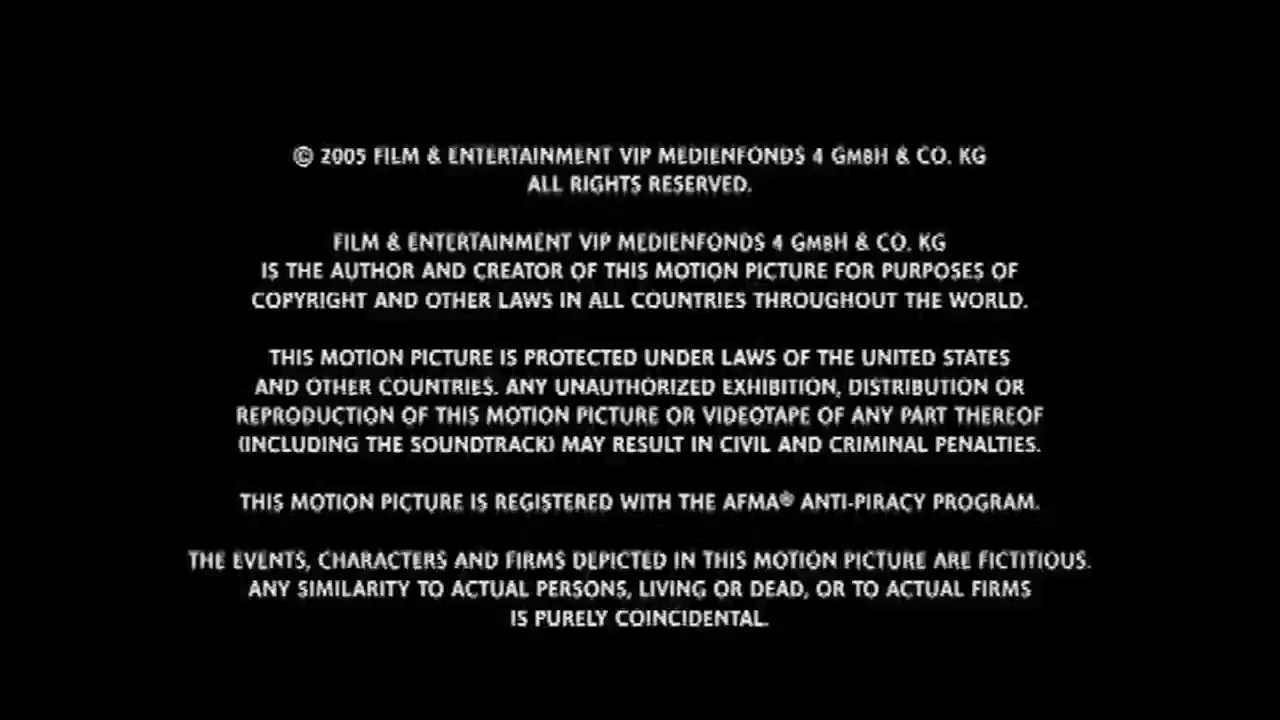 © 2005 FILM & ENTERTAINMENT VIP MEDIENFONDS 4 GMBH & CO. KG
ALL RIGHTS RESERVED.
FILM & ENTERTAINMENT VIP MEDIENFONDS 4 GMBH & CO. KG
IS THE AUTHOR AND CREATOR OF THIS MOTION PICTURE FOR PURPOSES OF
COPYRIGHT AND OTHER LAWS IN ALL COUNTRIES THROUGHOUT THE WORLD.
THIS MOTION PICTURE IS PROTECTED UNDER LAWS OF THE UNITED STATES
AND OTHER COUNTRIES. ANY UNAUTHORIZED EXHIBITION, DISTRIBUTION OR
REPRODUCTION OF THIS MOTION PICTURE OR VIDEOTAPE OF ANY PART THEREOF
(INCLUDING THE SOUNDTRACK) MAY RESULT IN CIVIL AND CRIMINAL PENALTIES.
THIS MOTION PICTURE IS REGISTERED WITH THE AFMA® ANTI-PIRACY PROGRAM.
THE EVENTS, CHARACTERS AND FIRMS DEPICTED IN THIS MOTION PICTURE ARE FICTITIOUS.
ANY SIMILARITY TO ACTUAL PERSONS, LIVING OR DEAD, OR TO ACTUAL FIRMS
IS PURELY COINCIDENTAL.